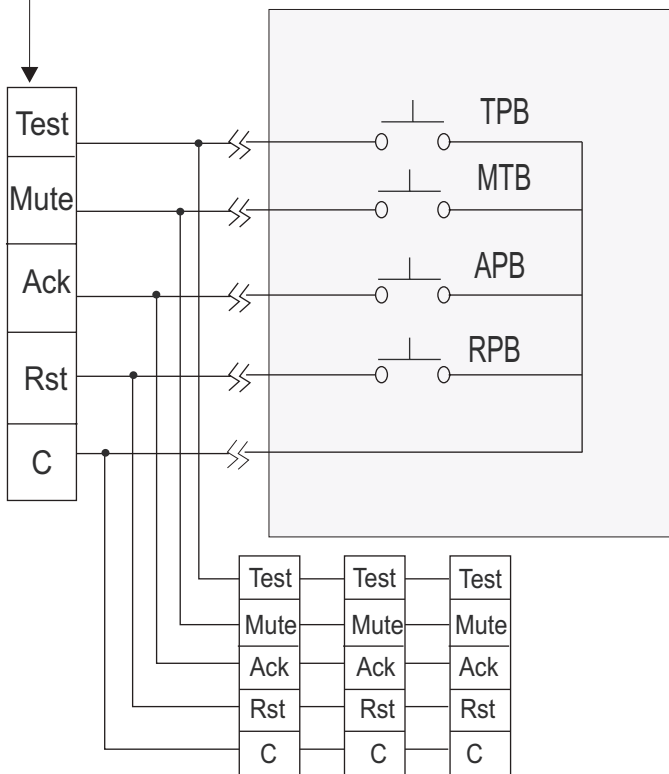 Test
Mute
Ack
Rst
C
TPB
MTB
APB
RPB
Test Test Test
Mute Mute Mute
Ack Ack Ack
Rst Rst Rst
C C C